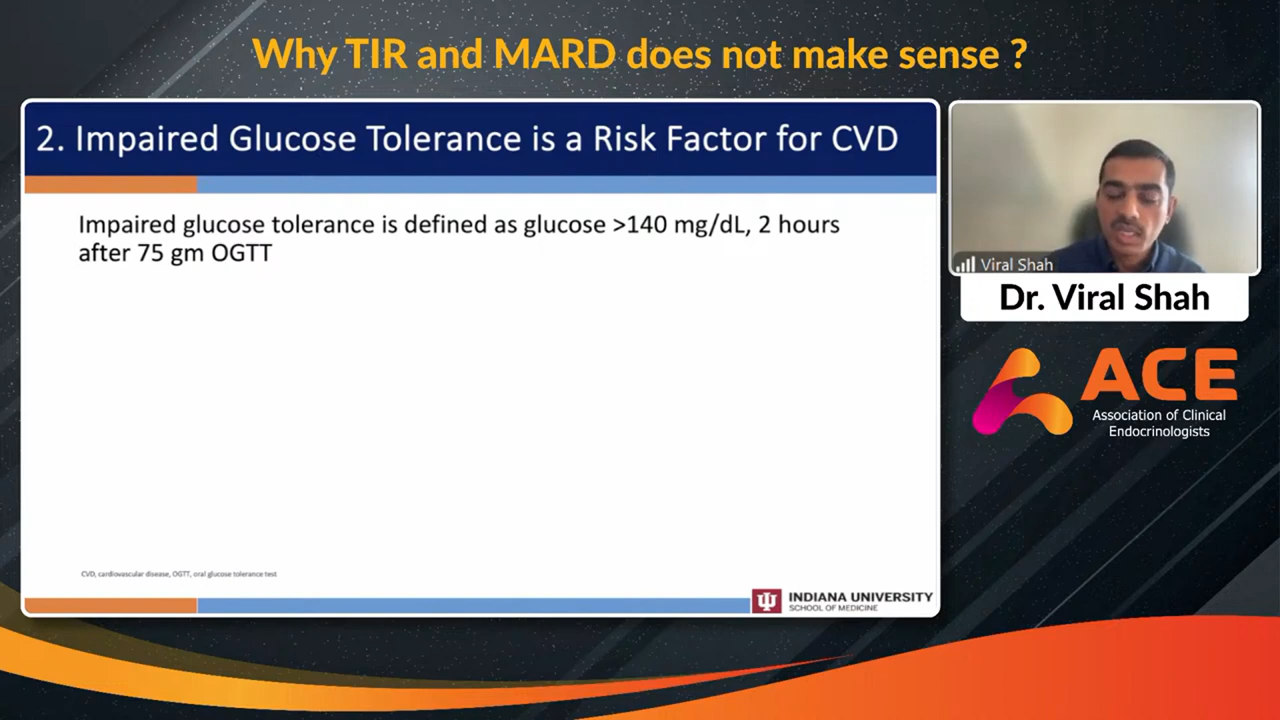 Why TIR and MARD does not make sense ?
2. Impaired Glucose Tolerance is a Risk Factor for CVD
Impaired glucose tolerance is defined as glucose >140 mg/dL, 2 hours
after 75 gm OGTT
CVD, cardiovascular disease, OGTT, oral glucose tolerance test
INDIANA UNIVERSITY
SCHOOL OF MEDICINE
Viral Shah
Dr. Viral Shah
ACE
Association of Clinical
Endocrinologists